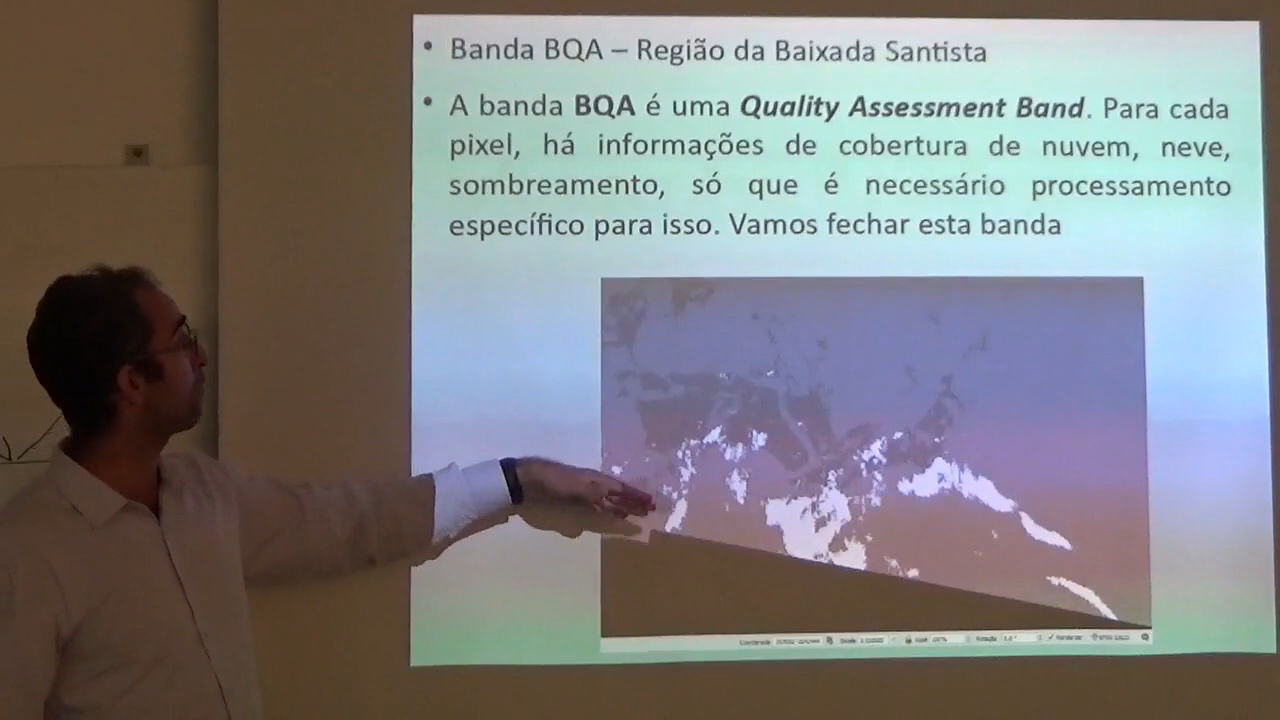 • Banda BQA – Região da Baixada Santista
• A banda BQA é uma Quality Assessment Band. Para cada
pixel, há informações de cobertura de nuvem, neve,
sombreamento, só que é necessário processamento
específico para isso. Vamos fechar esta banda